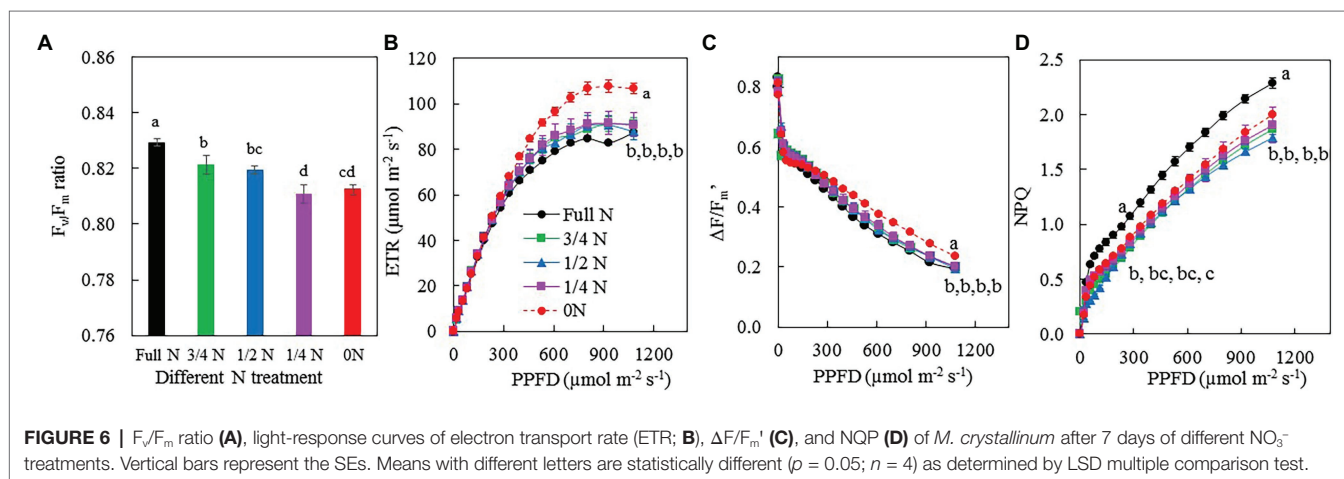 A
0.86
0.84
0.82
0.80
0.78
0.76
Fv/Fm ratio
a
b
bc
d
cd
Full N 3/4 N 1/2 N 1/4 N 0N
Different N treatment
B
120
100
80
60
40
20
0
ETR (µmol m⁻² s⁻¹)
a
b,b,b,b
Full N
3/4 N
1/2 N
1/4 N
0N
0 300 600 900 1200
PPFD (µmol m⁻² s⁻¹)
C
1.0
0.8
0.6
0.4
0.2
0.0
ΔF/Fm'
a
b,b,b,b
0 300 600 900 1200
PPFD (µmol m⁻² s⁻¹)
D
2.5
2.0
1.5
1.0
0.5
0.0
NPQ
a
b,b, b,b
a
b, bc, bc, c
0 300 600 900 1200
PPFD (µmol m⁻² s⁻¹)
FIGURE 6 | Fv/Fm ratio (A), light-response curves of electron transport rate (ETR; B), ΔF/Fm' (C), and NQP (D) of M. crystallinum after 7 days of different NO₃⁻
treatments. Vertical bars represent the SEs. Means with different letters are statistically different (p = 0.05; n = 4) as determined by LSD multiple comparison test.